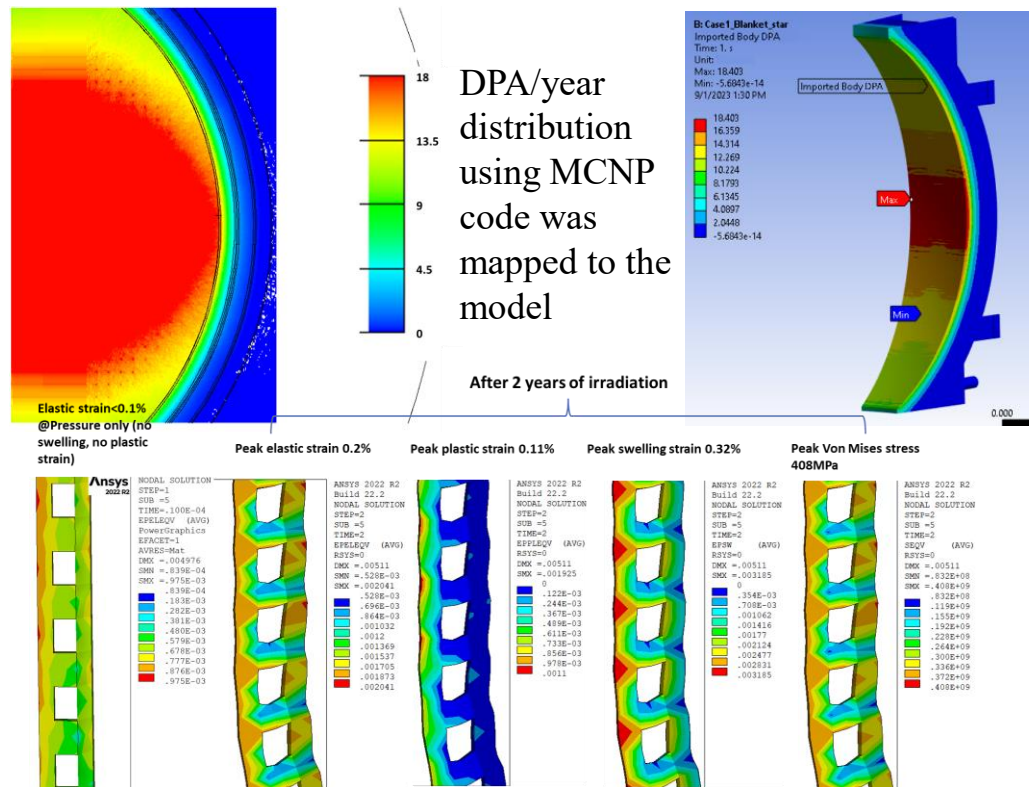 18
13.5
9
4.5
0
DPA/year
distribution
using MCNP
code was
mapped to the
model
B: Case1_Blanket_star
Imported Body DPA
Time: 1. s
Unit:
Max: 18.403
Min: -5.6843e-14
9/1/2023 1:30 PM
18.403
16.359
14.314
12.269
10.224
8.1793
6.1345
4.0897
2.0448
-5.6843e-14
Imported Body DPA
Max
Min
0.000
After 2 years of irradiation
Elastic strain<0.1%
@Pressure only (no
swelling, no plastic
strain)
Peak elastic strain 0.2%
Peak plastic strain 0.11%
Peak swelling strain 0.32%
Peak Von Mises stress
408MPa
Ansys
2022 R2
NODAL SOLUTION
STEP=1
SUB =5
TIME=.100E-04
EPELEQV (AVG)
PowerGraphics
EFACET=1
AVRES=Mat
DMX =.004976
SMN =.839E-04
SMX =.975E-03
.839E-04
.183E-03
.282E-03
.381E-03
.480E-03
.579E-03
.678E-03
.777E-03
.876E-03
.975E-03
ANSYS 2022 R2
Build 22.2
NODAL SOLUTION
STEP=2
SUB =5
TIME=2
EPELEQV (AVG)
RSYS=0
DMX =.00511
SMN =.528E-03
SMX =.002041
.528E-03
.696E-03
.864E-03
.001032
.0012
.001369
.001537
.001705
.001873
.002041
ANSYS 2022 R2
Build 22.2
NODAL SOLUTION
STEP=2
SUB =5
TIME=2
EPPLEQV (AVG)
RSYS=0
DMX =.00511
SMX =.001925
0
.122E-03
.244E-03
.367E-03
.489E-03
.611E-03
.733E-03
.856E-03
.978E-03
.0011
ANSYS 2022 R2
Build 22.2
NODAL SOLUTION
STEP=2
SUB =5
TIME=2
EPSW (AVG)
RSYS=0
DMX =.00511
SMX =.003185
0
.354E-03
.708E-03
.001062
.001416
.00177
.002124
.002477
.002831
.003185
ANSYS 2022 R2
Build 22.2
NODAL SOLUTION
STEP=2
SUB =5
TIME=2
SEQV (AVG)
RSYS=0
DMX =.00511
SMN =.832E+08
SMX =.408E+09
.832E+08
.119E+09
.155E+09
.192E+09
.228E+09
.264E+09
.300E+09
.336E+09
.372E+09
.408E+09